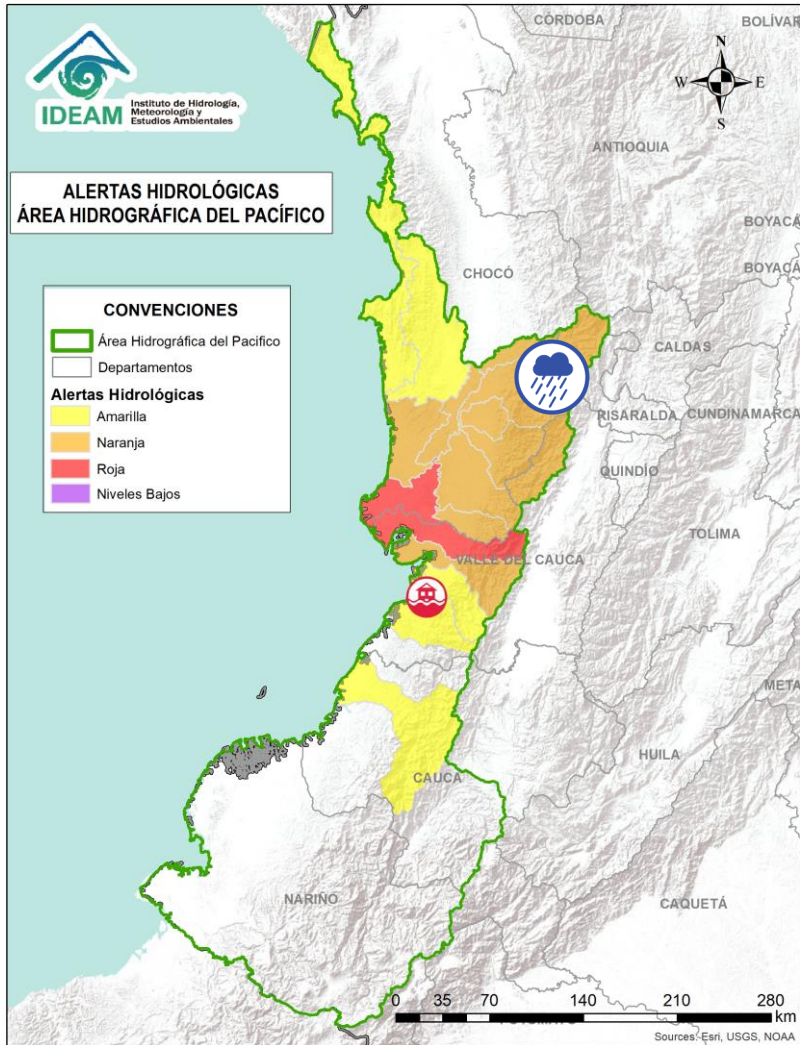 CÓRDOBA
BOLÍVAR
IDEAM
Instituto de Hidrología,
Meteorología y
Estudios Ambientales
N
W
E
S
ANTIOQUIA
ALERTAS HIDROLÓGICAS
ÁREA HIDROGRÁFICA DEL PACÍFICO
BOYACÁ
CHOCÓ
BOYACÁ
CONVENCIONES
Área Hidrográfica del Pacifico
Departamentos
Alertas Hidrológicas
Amarilla
Naranja
Roja
Niveles Bajos
CALDAS
RISARALDA
CUNDINAMARCA
QUINDÍO
TOLIMA
VALLE DEL CAUCA
META
HUILA
CAUCA
NARIÑO
CAQUETÁ
0 35 70 140 210 280
km
Sources: Esri, USGS, NOAA